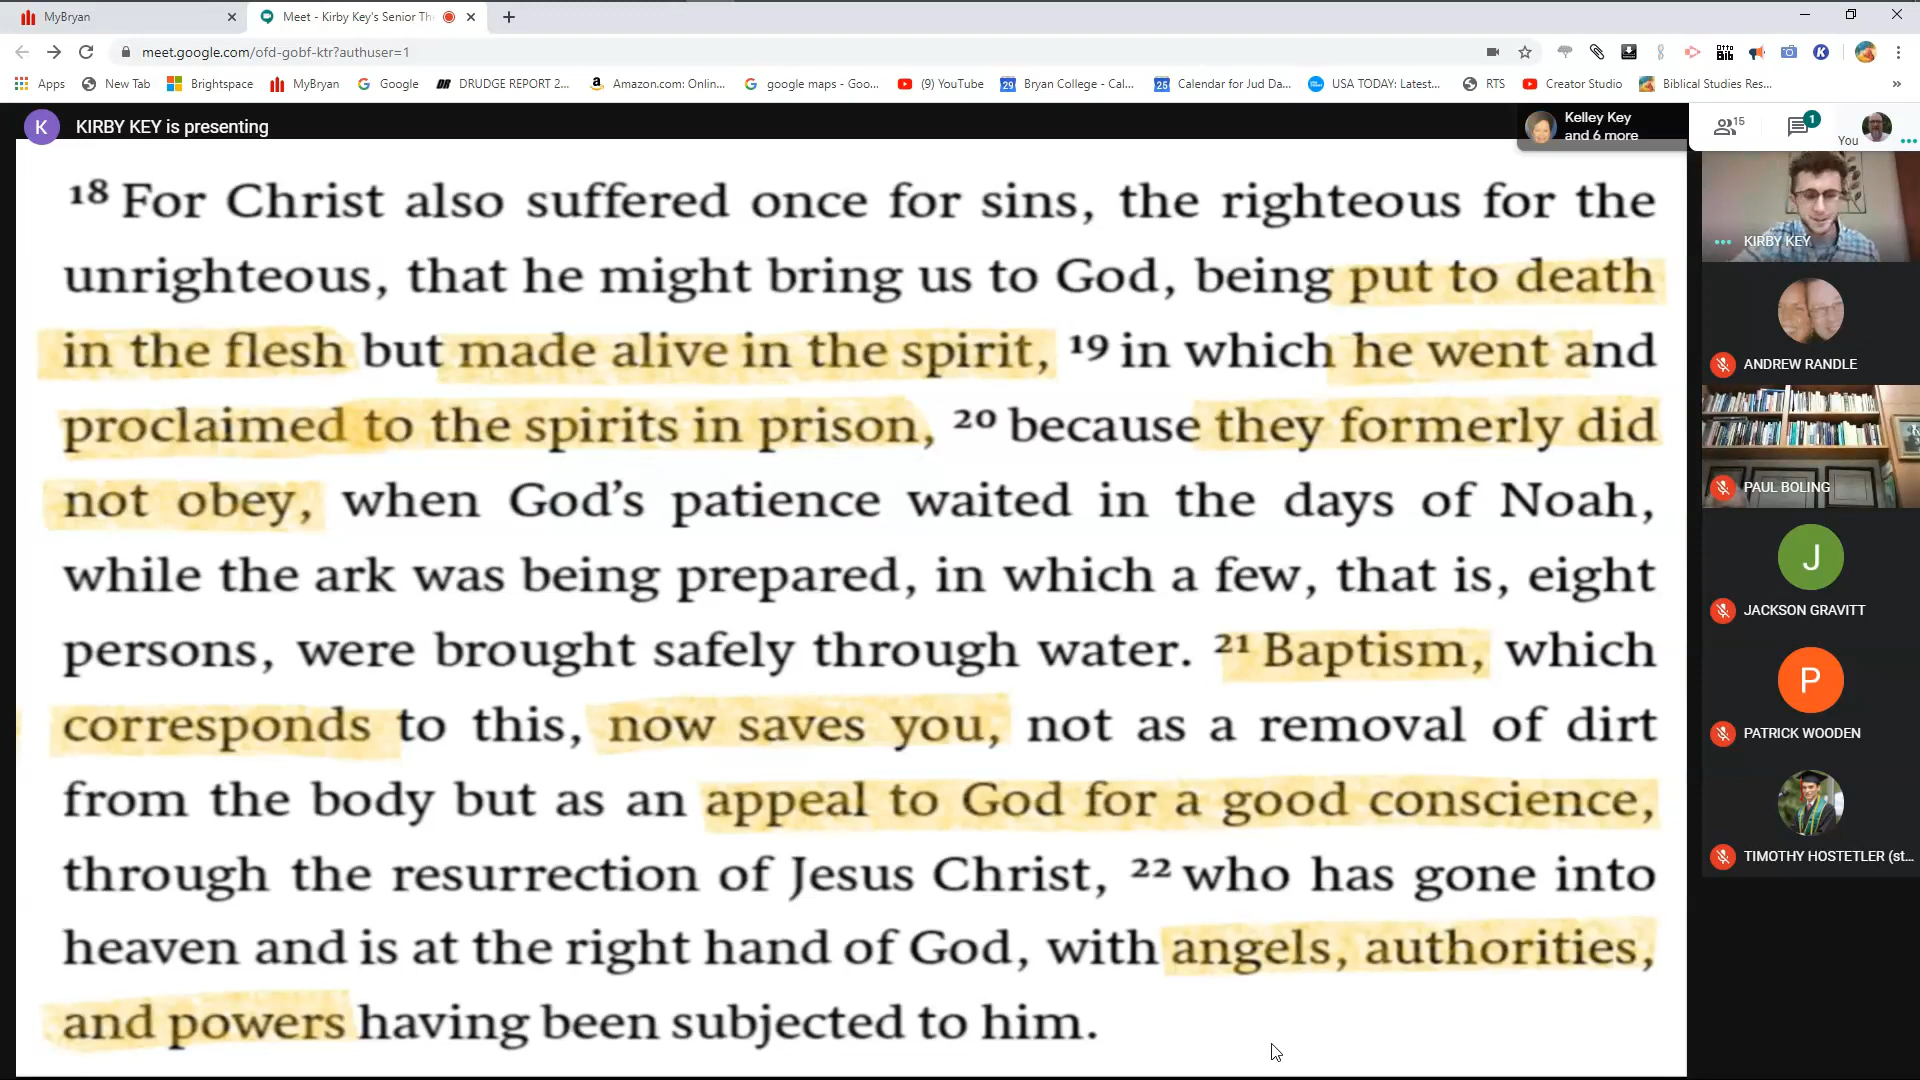 MyBryan
Meet - Kirby Key's Senior Th
meet.google.com/ofd-gobf-ktr?authuser=1
Apps New Tab Brightspace MyBryan Google DRUDGE REPORT 2... Amazon.com: Onlin... google maps - Goo... (9) YouTube Bryan College - Cal... Calendar for Jud Da... USA TODAY: Latest... RTS Creator Studio Biblical Studies Res... »
K KIRBY KEY is presenting
Kelley Key
and 6 more
15
1
You
18 For Christ also suffered once for sins, the righteous for the
unrighteous, that he might bring us to God, being put to death
in the flesh but made alive in the spirit, 19 in which he went and
proclaimed to the spirits in prison, 20 because they formerly did
not obey, when God’s patience waited in the days of Noah,
while the ark was being prepared, in which a few, that is, eight
persons, were brought safely through water. 21 Baptism, which
corresponds to this, now saves you, not as a removal of dirt
from the body but as an appeal to God for a good conscience,
through the resurrection of Jesus Christ, 22 who has gone into
heaven and is at the right hand of God, with angels, authorities,
and powers having been subjected to him.
KIRBY KEY
ANDREW RANDLE
PAUL BOLING
J
JACKSON GRAVITT
P
PATRICK WOODEN
TIMOTHY HOSTETLER (st...